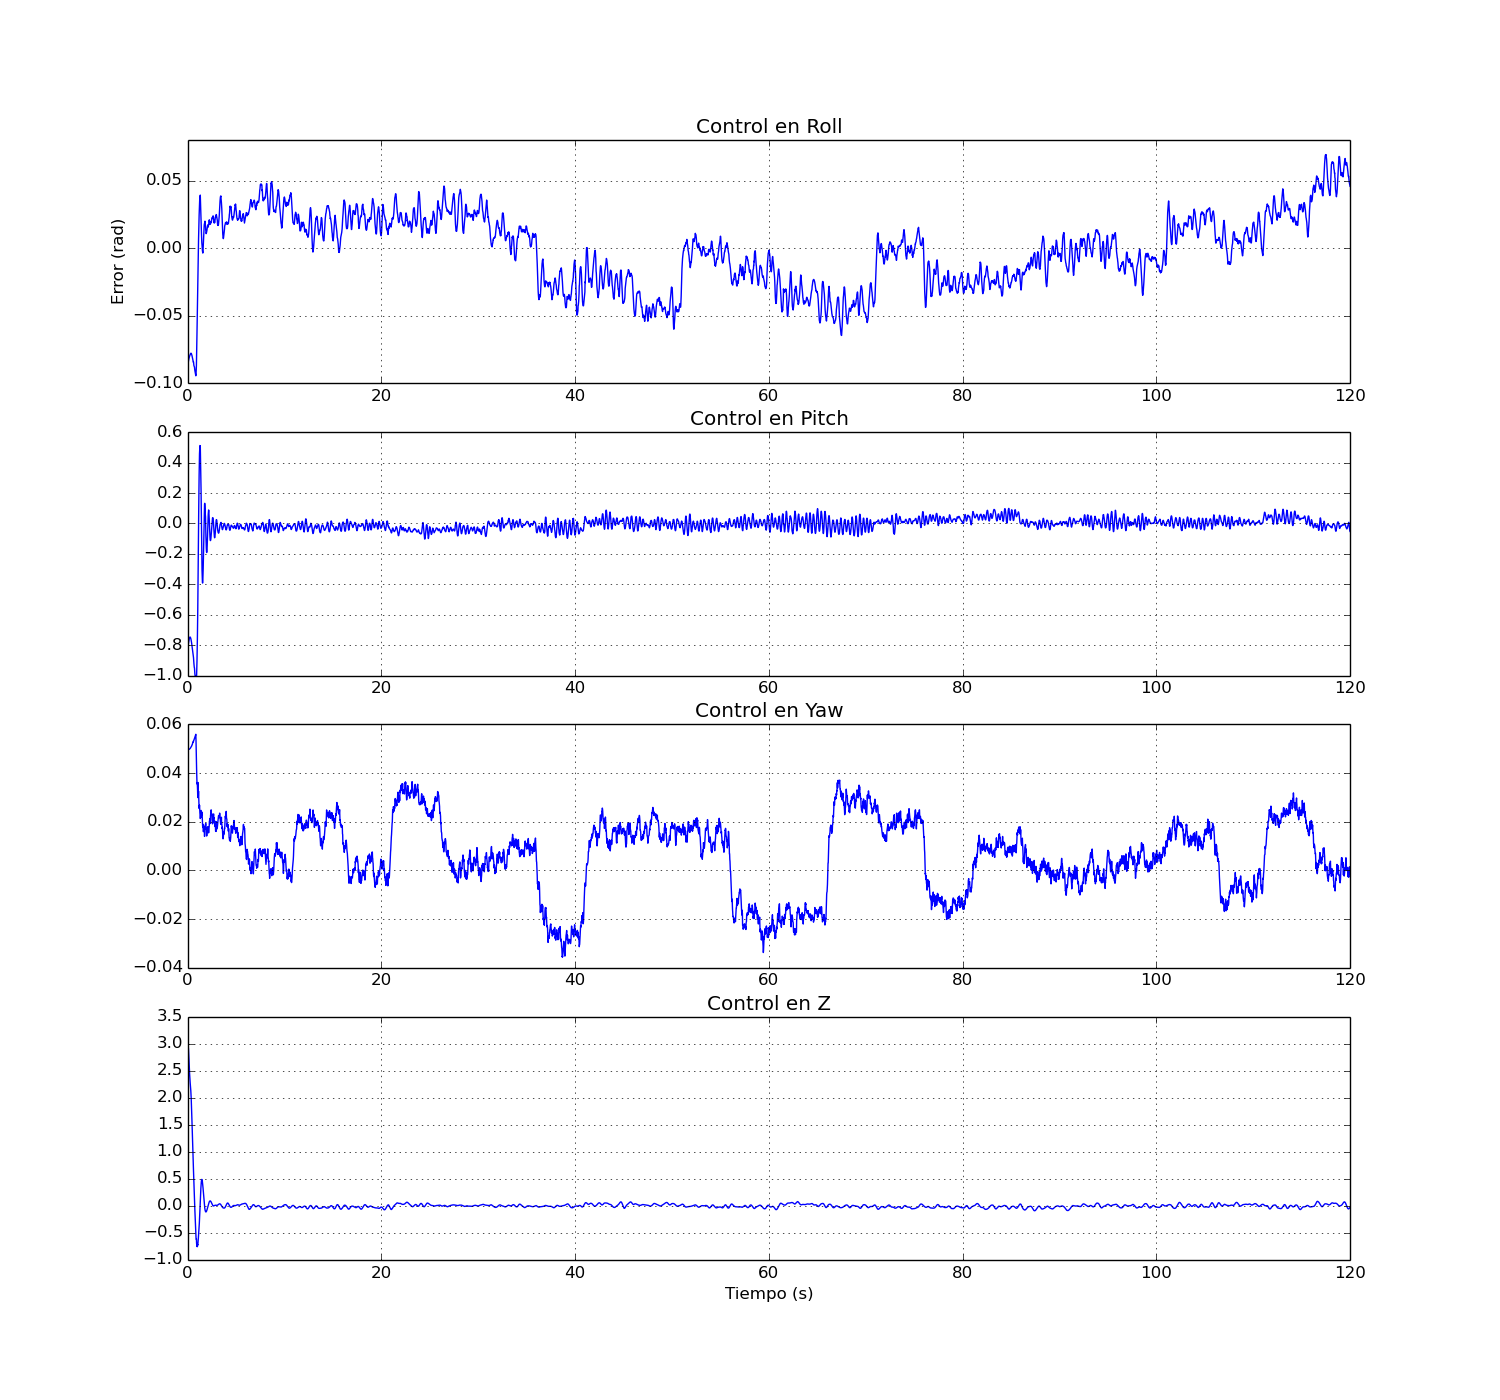 Control en Roll
Error (rad)
0.05
0.00
−0.05
−0.10
0 20 40 60 80 100 120
Control en Pitch
0.6
0.4
0.2
0.0
−0.2
−0.4
−0.6
−0.8
−1.0
0 20 40 60 80 100 120
Control en Yaw
0.06
0.04
0.02
0.00
−0.02
−0.04
0 20 40 60 80 100 120
Control en Z
3.5
3.0
2.5
2.0
1.5
1.0
0.5
0.0
−0.5
−1.0
0 20 40 60 80 100 120
Tiempo (s)